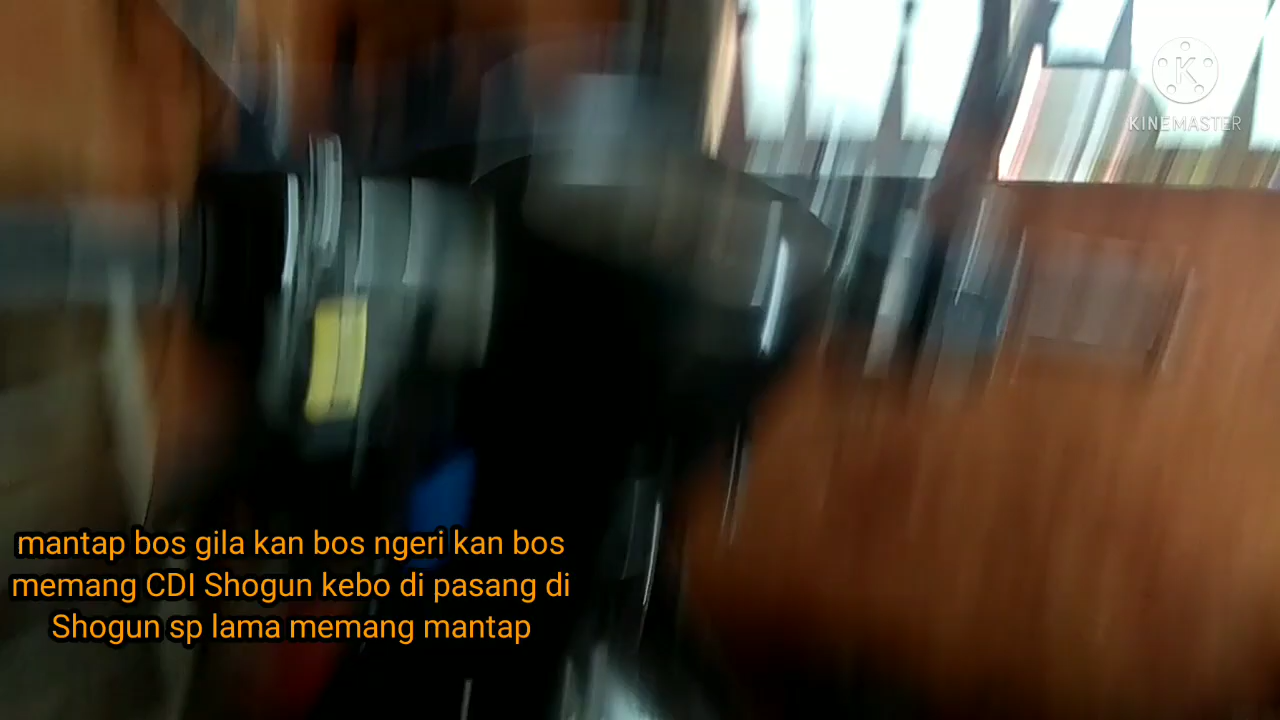 KINEMASTER
mantap bos gila kan bos ngeri kan bos
memang CDI Shogun kebo di pasang di
Shogun sp lama memang mantap